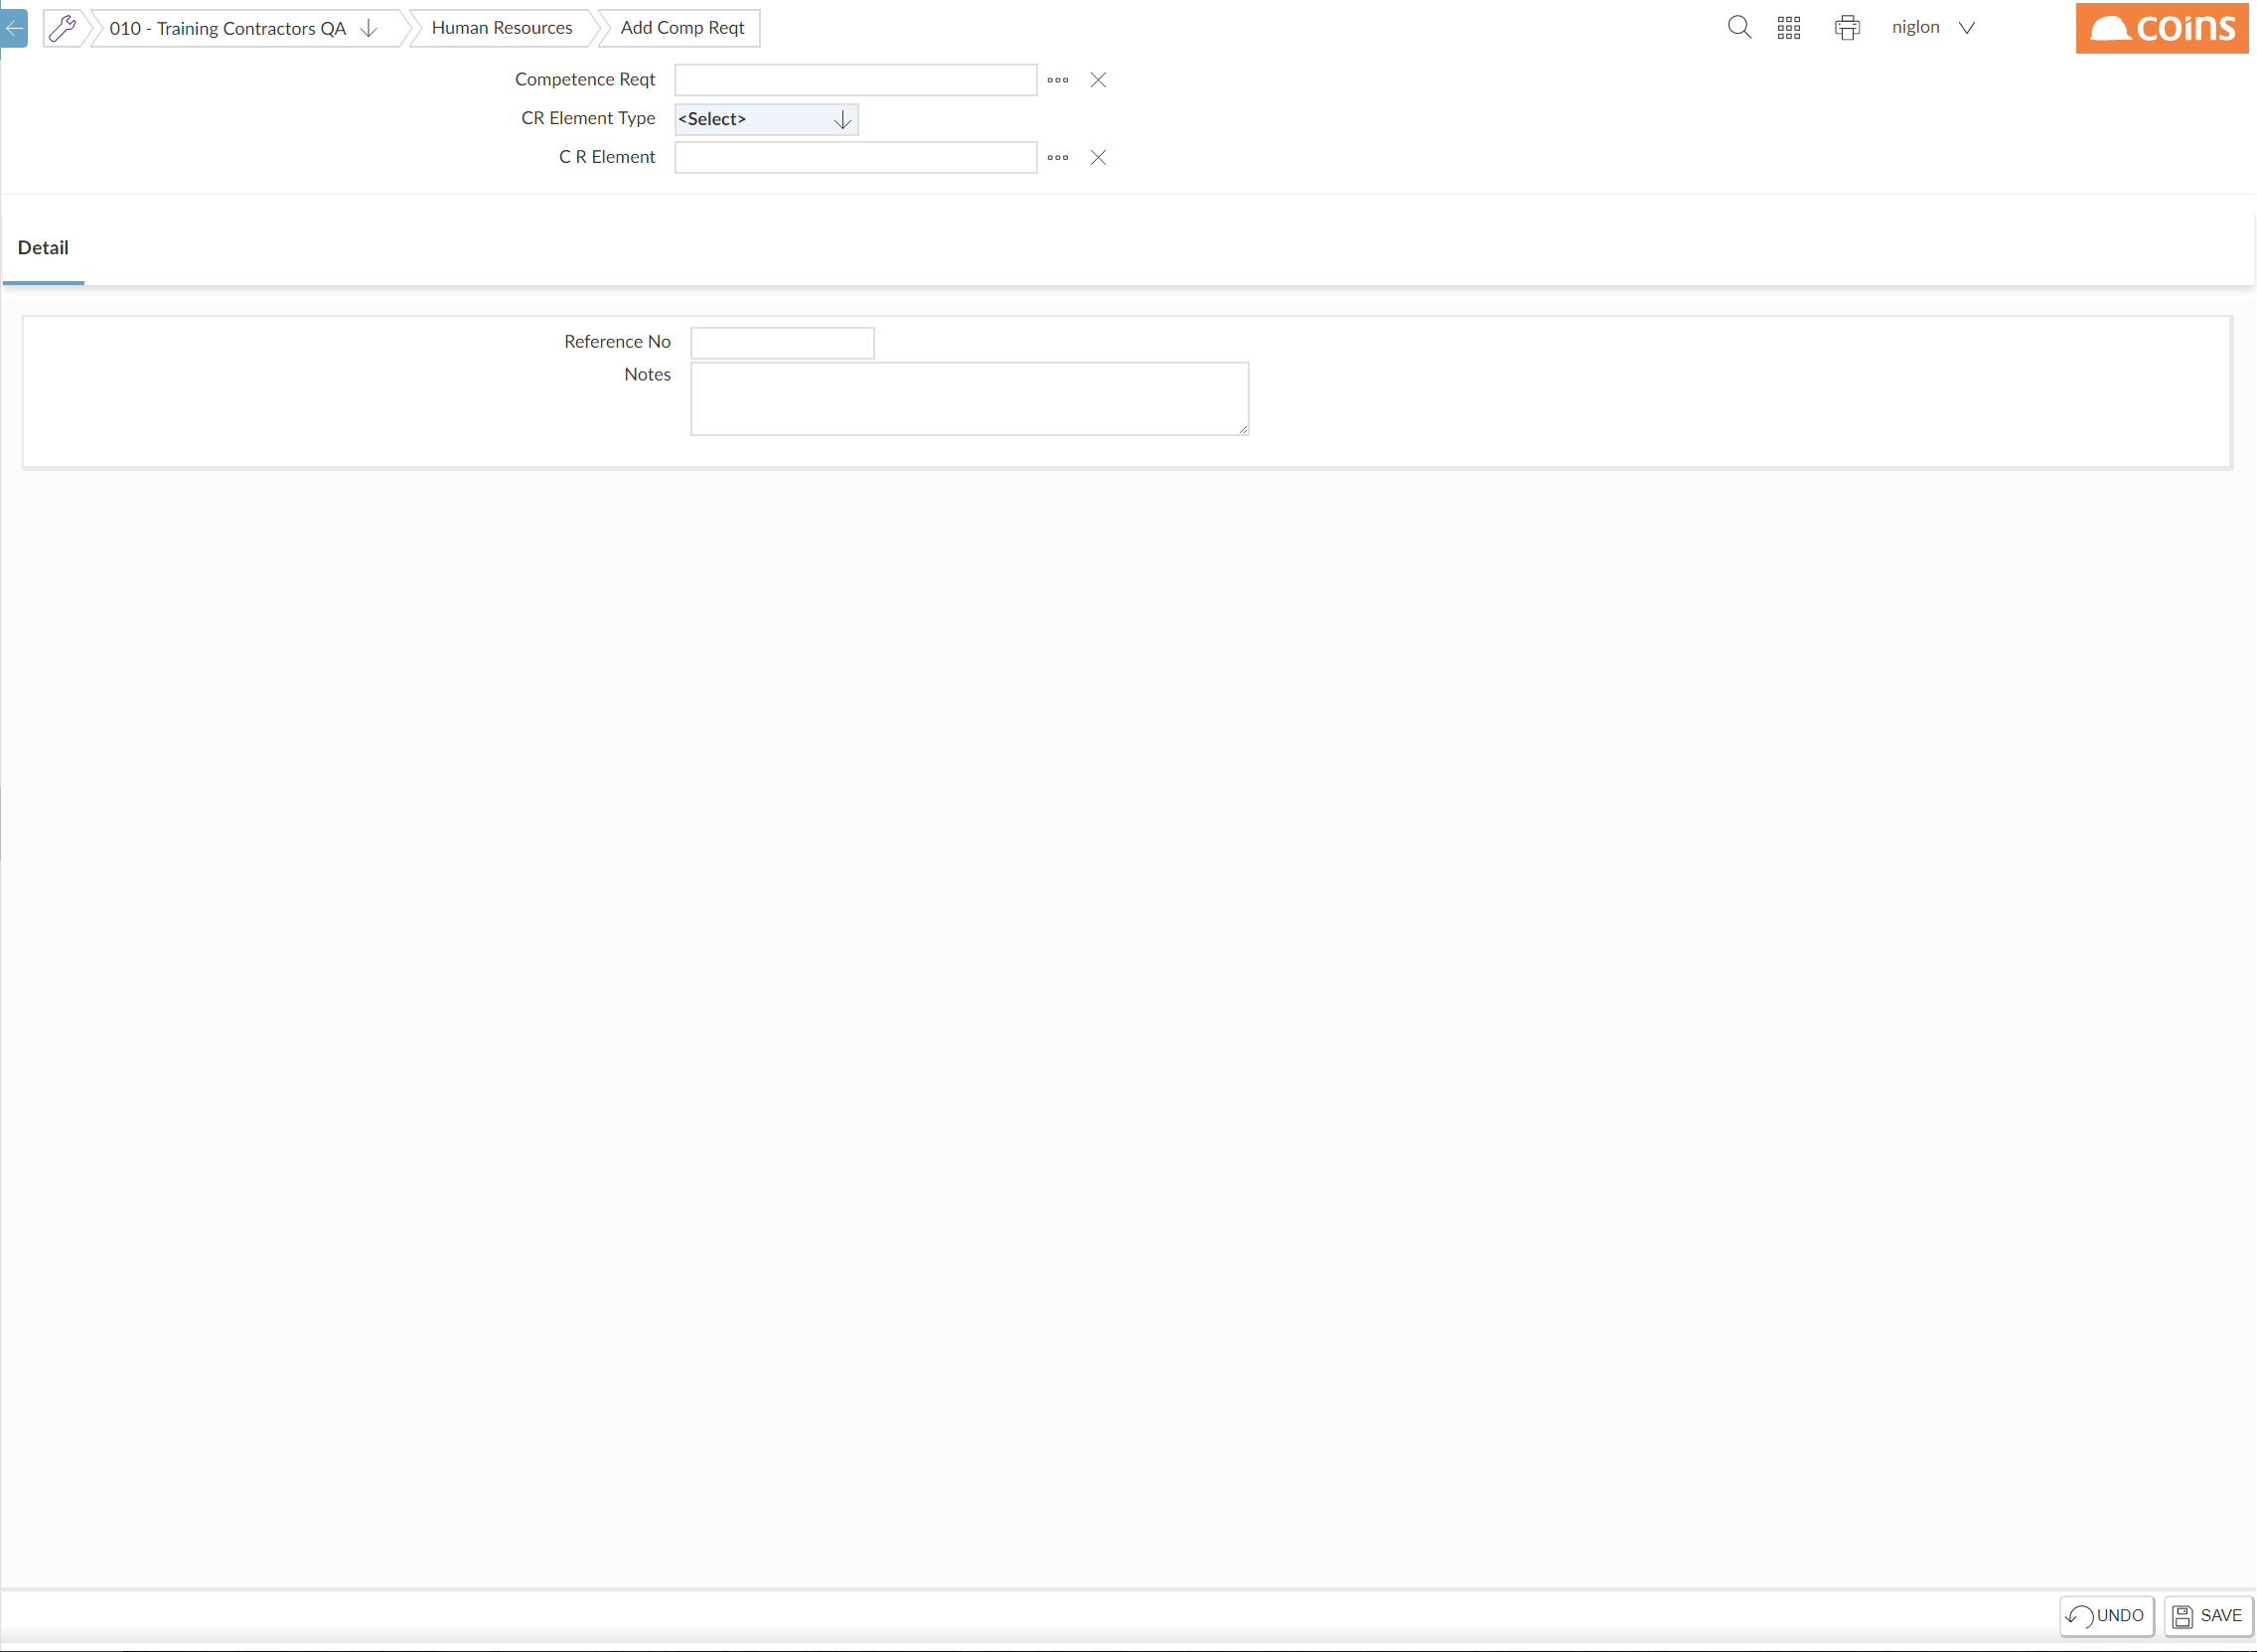 010 - Training Contractors QA
Human Resources
Add Comp Reqt
niglon
coins
Competence Reqt
CR Element Type
<Select>
C R Element
Detail
Reference No
Notes
UNDO
SAVE